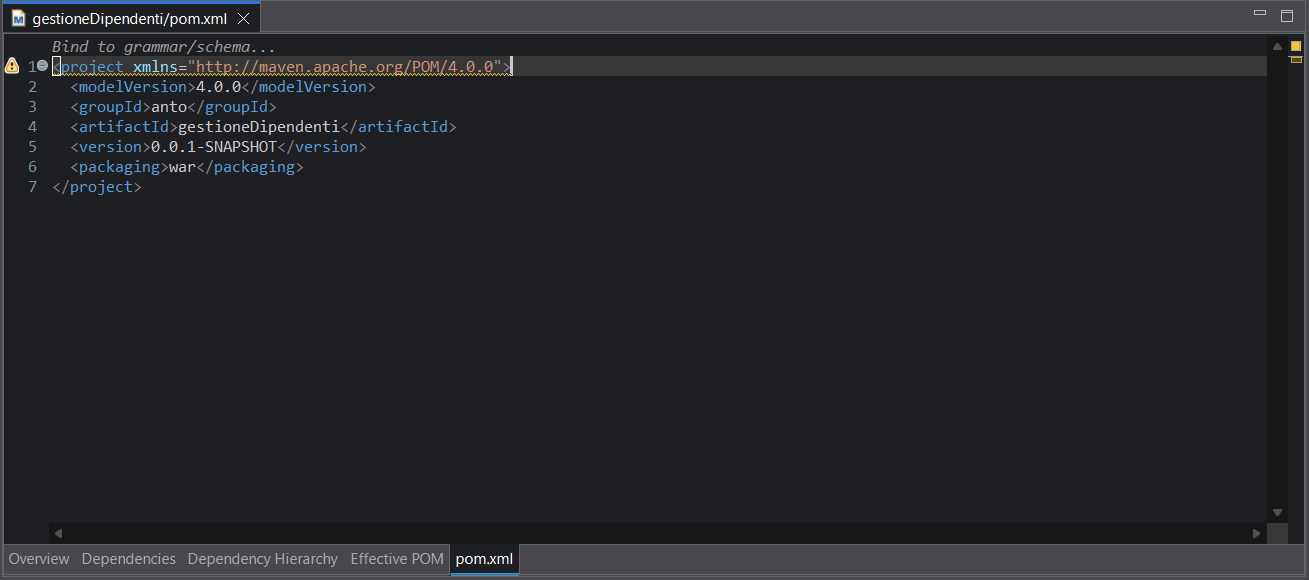 gestioneDipendenti/pom.xml
Bind to grammar/schema...
1 <project xmlns="http://maven.apache.org/POM/4.0.0">
2   <modelVersion>4.0.0</modelVersion>
3   <groupId>anto</groupId>
4   <artifactId>gestioneDipendenti</artifactId>
5   <version>0.0.1-SNAPSHOT</version>
6   <packaging>war</packaging>
7 </project>
Overview Dependencies Dependency Hierarchy Effective POM pom.xml